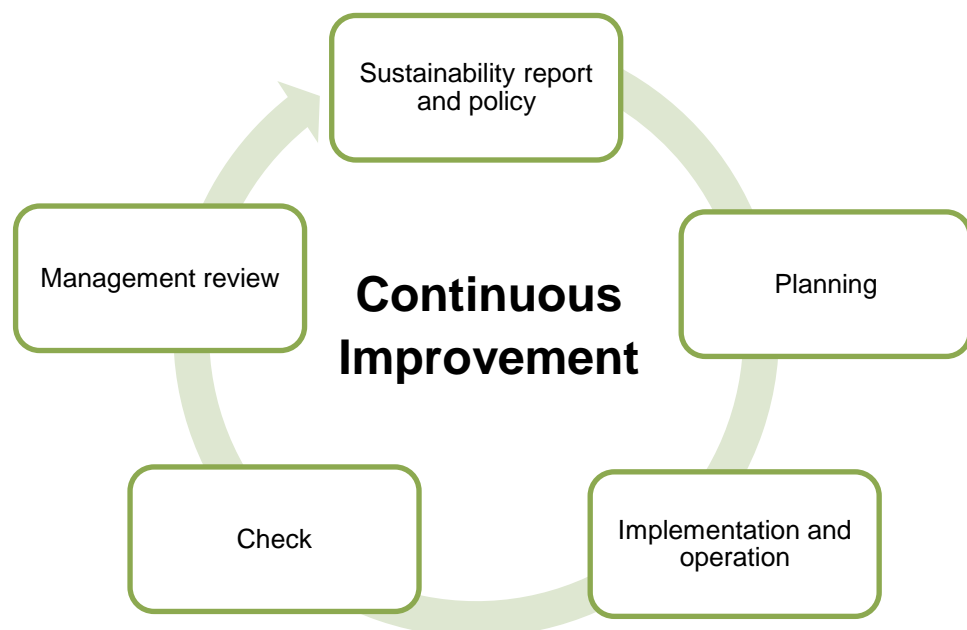 Sustainability report
and policy
Planning
Implementation and
operation
Check
Management review
Continuous
Improvement